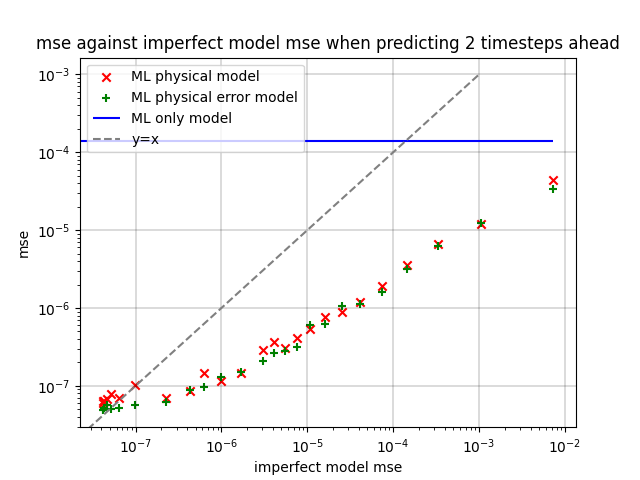 mse against imperfect model mse when predicting 2 timesteps ahead
ML physical model
ML physical error model
ML only model
y=x
mse
10⁻³
10⁻⁴
10⁻⁵
10⁻⁶
10⁻⁷
10⁻⁷ 10⁻⁶ 10⁻⁵ 10⁻⁴ 10⁻³ 10⁻²
imperfect model mse